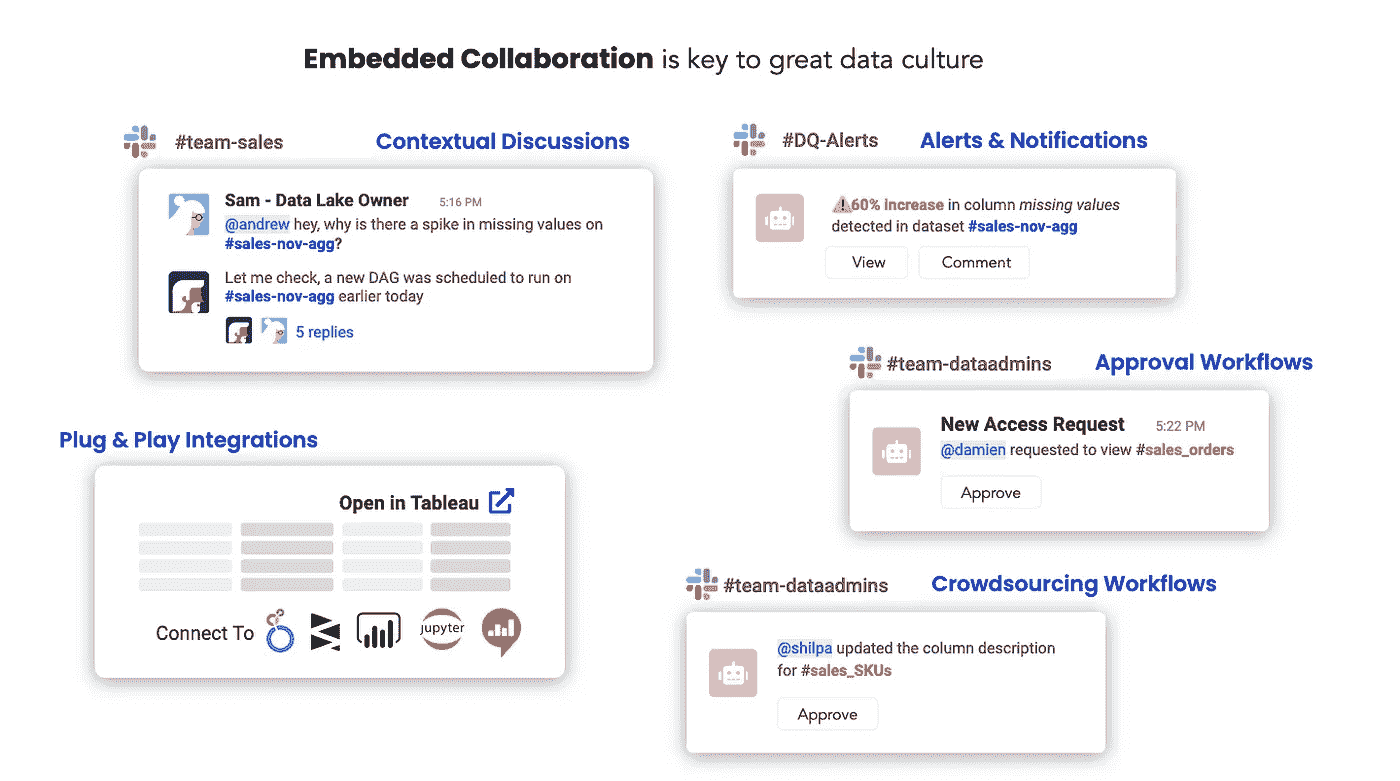 Embedded Collaboration is key to great data culture
#team-sales
Contextual Discussions
Sam - Data Lake Owner 5:16 PM
@andrew hey, why is there a spike in missing values on
#sales-nov-agg?
Let me check, a new DAG was scheduled to run on
#sales-nov-agg earlier today
5 replies
#DQ-Alerts
Alerts & Notifications
60% increase in column missing values
detected in dataset #sales-nov-agg
View
Comment
#team-dataadmins
Approval Workflows
New Access Request 5:22 PM
@damien requested to view #sales_orders
Approve
Plug & Play Integrations
Open in Tableau
Connect To
jupyter
#team-dataadmins
Crowdsourcing Workflows
@shilpa updated the column description
for #sales_SKUs
Approve